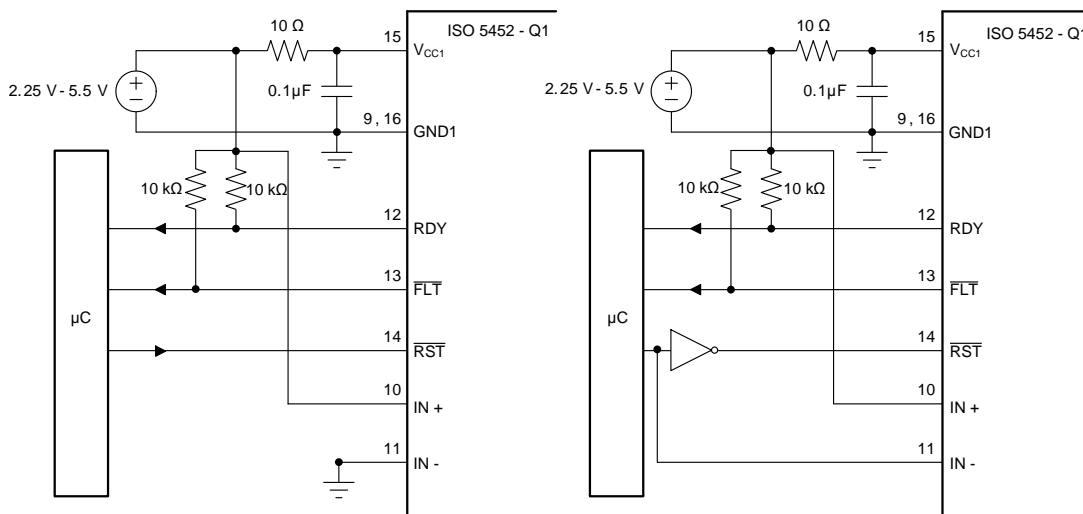 ISO 5452 - Q1
10 Ω
15
VCC1
2.25 V - 5.5 V
0.1µF
9 , 16
GND1
10 kΩ
10 kΩ
12
RDY
13
FLT
µC
14
RST
10
IN +
11
IN -
ISO 5452 - Q1
10 Ω
15
VCC1
2.25 V - 5.5 V
0.1µF
9 , 16
GND1
10 kΩ
10 kΩ
12
RDY
13
FLT
µC
14
RST
10
IN +
11
IN -